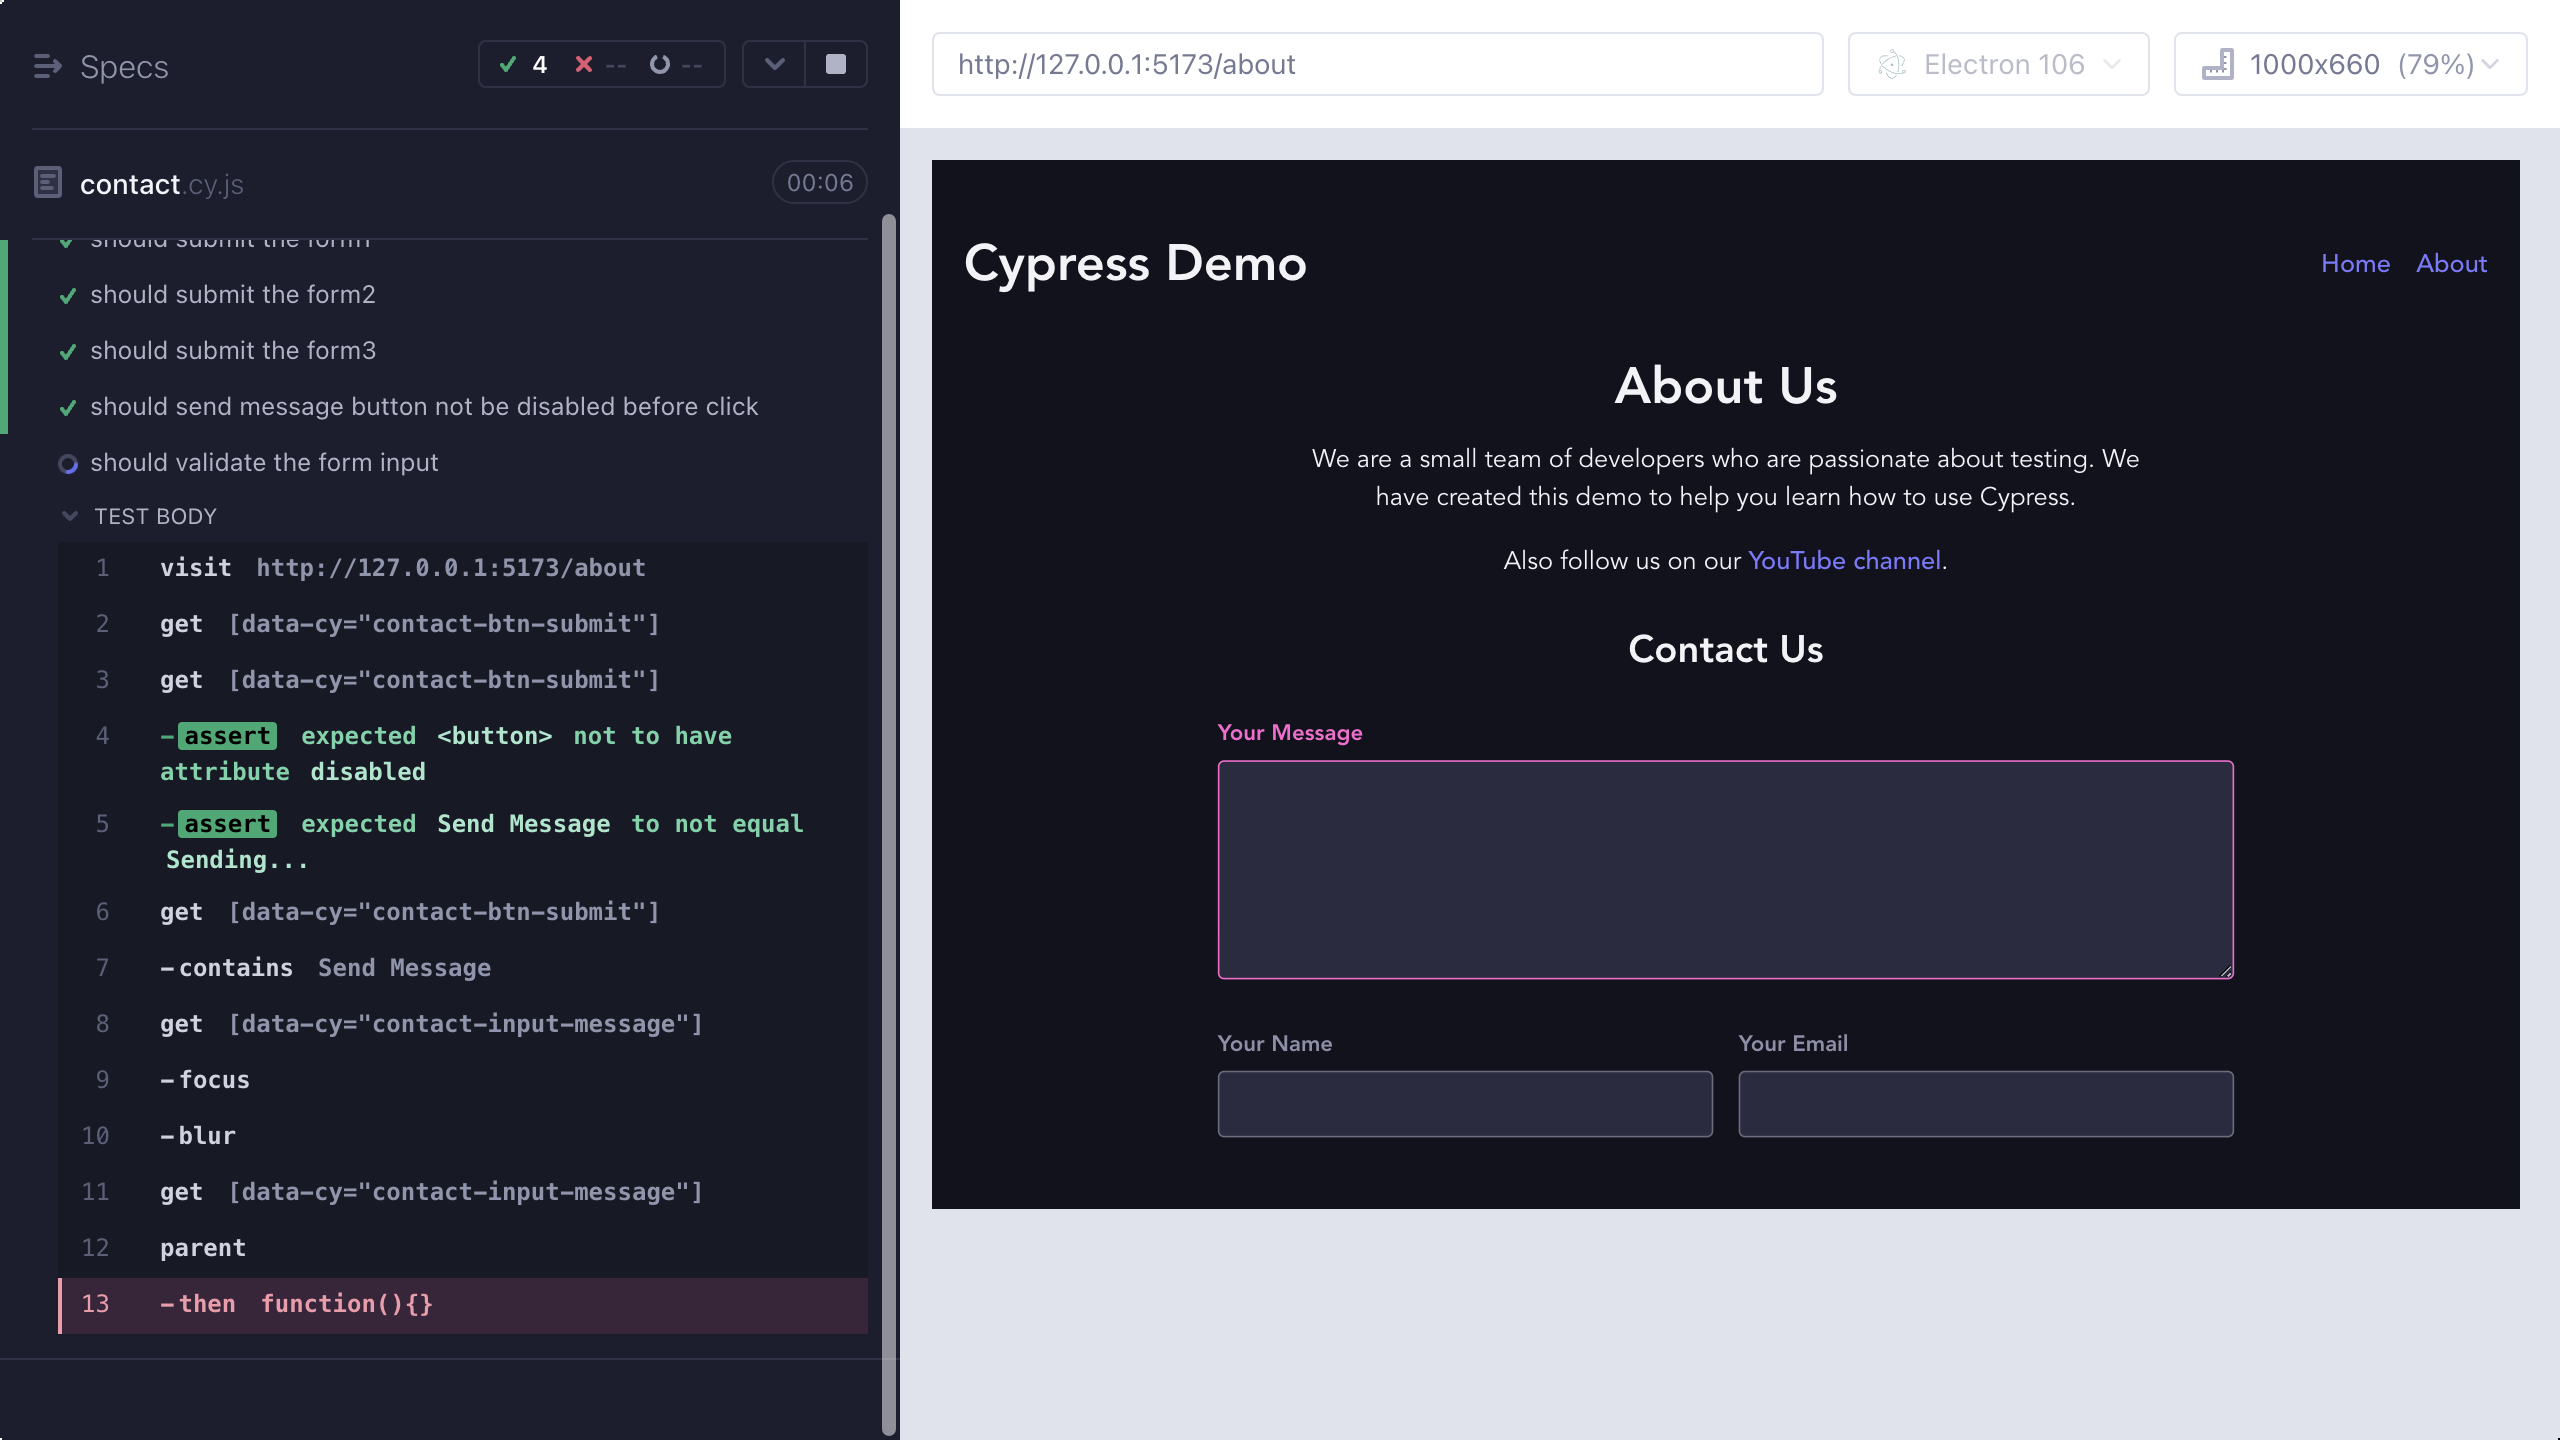 Specs
4 -- --
contact.cy.js
00:06
should submit the form1
should submit the form2
should submit the form3
should send message button not be disabled before click
should validate the form input
TEST BODY
1 visit http://127.0.0.1:5173/about
2 get [data-cy="contact-btn-submit"]
3 get [data-cy="contact-btn-submit"]
4 -assert expected <button> not to have
attribute disabled
5 -assert expected Send Message to not equal
Sending...
6 get [data-cy="contact-btn-submit"]
7 -contains Send Message
8 get [data-cy="contact-input-message"]
9 -focus
10 -blur
11 get [data-cy="contact-input-message"]
12 parent
13 -then function(){}
http://127.0.0.1:5173/about
Electron 106
1000x660 (79%)
Cypress Demo
Home About
About Us
We are a small team of developers who are passionate about testing. We
have created this demo to help you learn how to use Cypress.
Also follow us on our YouTube channel.
Contact Us
Your Message
Your Name
Your Email